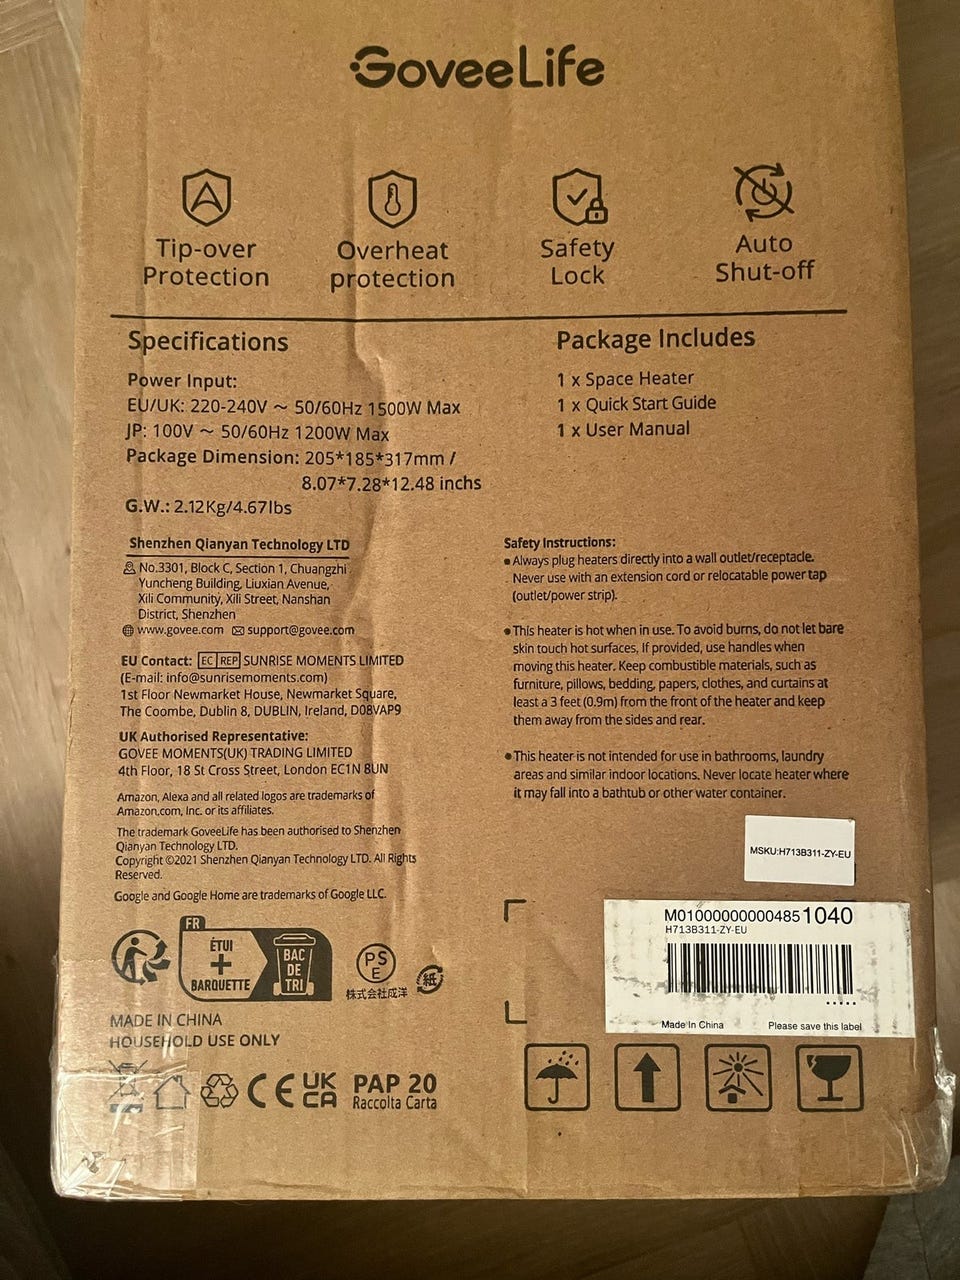 GoveeLife
Tip-over
Protection
Overheat
protection
Safety
Lock
Auto
Shut-off
Specifications
Power Input:
EU/UK: 220-240V ~ 50/60Hz 1500W Max
JP: 100V ~ 50/60Hz 1200W Max
Package Dimension: 205*185*317mm /
8.07*7.28*12.48 inchs
G.W.: 2.12Kg/4.67lbs
Package Includes
1 x Space Heater
1 x Quick Start Guide
1 x User Manual
Shenzhen Qianyan Technology LTD
No.3301, Block C, Section 1, Chuangzhi
Yuncheng Building, Liuxian Avenue,
Xili Community, Xili Street, Nanshan
District, Shenzhen
www.govee.com support@govee.com
EU Contact: EC REP SUNRISE MOMENTS LIMITED
(E-mail: info@sunrisemoments.com)
1st Floor Newmarket House, Newmarket Square,
The Coombe, Dublin 8, DUBLIN, Ireland, D08VAP9
UK Authorised Representative:
GOVEE MOMENTS(UK) TRADING LIMITED
4th Floor, 18 St Cross Street, London EC1N 8UN
Amazon, Alexa and all related logos are trademarks of
Amazon.com, Inc. or its affiliates.
The trademark GoveeLife has been authorised to Shenzhen
Qianyan Technology LTD.
Copyright ©2021 Shenzhen Qianyan Technology LTD. All Rights
Reserved.
Google and Google Home are trademarks of Google LLC.
Safety Instructions:
• Always plug heaters directly into a wall outlet/receptacle.
Never use with an extension cord or relocatable power tap
(outlet/power strip).
• This heater is hot when in use. To avoid burns, do not let bare
skin touch hot surfaces, If provided, use handles when
moving this heater. Keep combustible materials, such as
furniture, pillows, bedding, papers, clothes, and curtains at
least a 3 feet (0.9m) from the front of the heater and keep
them away from the sides and rear.
• This heater is not intended for use in bathrooms, laundry
areas and similar indoor locations. Never locate heater where
it may fall into a bathtub or other water container.
MSKU:H713B311-ZY-EU
M010000000004851040
H713B311-ZY-EU
Made In China Please save this label
FR
ÉTUI
+
BARQUETTE
BAC
DE
TRI
PS
E
株式会社成洋
紙
MADE IN CHINA
HOUSEHOLD USE ONLY
CE
UK
CA
PAP 20
Raccolta Carta